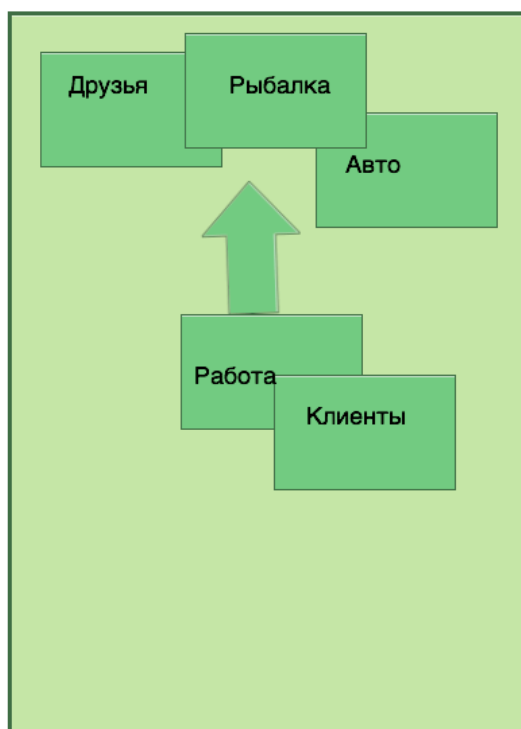 Друзья
Рыбалка
Авто
Работа
Клиенты